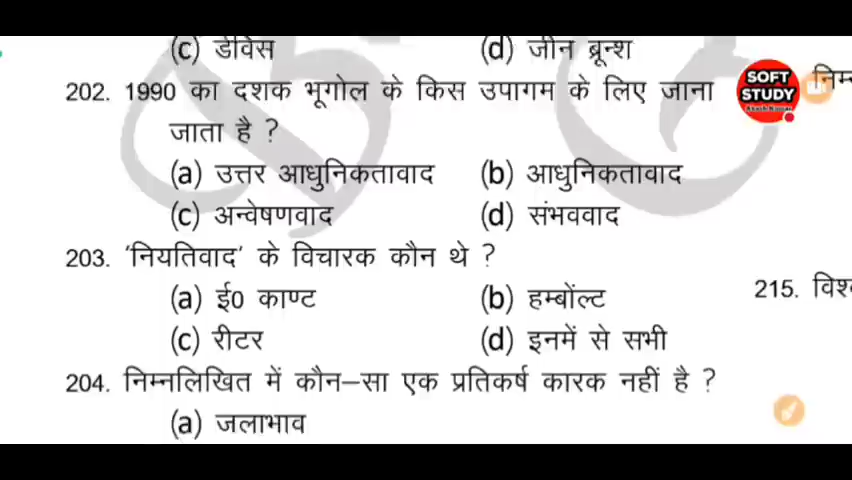 (c) डेविस (d) जीन ब्रून्श
202. 1990 का दशक भूगोल के किस उपागम के लिए जाना
जाता है ?
(a) उत्तर आधुनिकतावाद (b) आधुनिकतावाद
(c) अन्वेषणवाद (d) संभववाद
203. 'नियतिवाद' के विचारक कौन थे ?
(a) ई0 काण्ट (b) हम्बोंल्ट
(c) रीटर (d) इनमें से सभी
204. निम्नलिखित में कौन–सा एक प्रतिकर्ष कारक नहीं है ?
(a) जलाभाव
SOFT
STUDY
215.